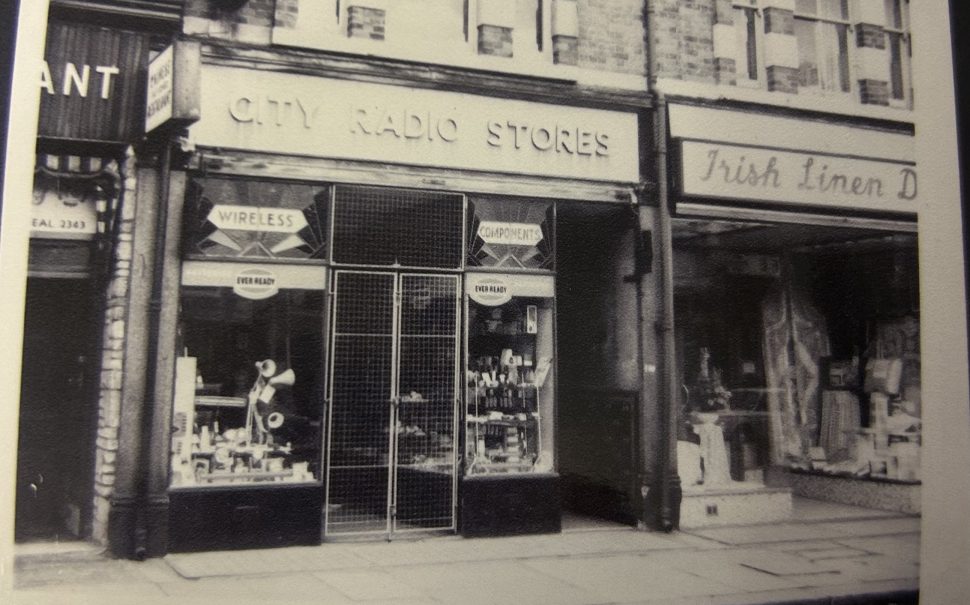 ANT
CITY RADIO STORES
Irish Linen D
WIRELESS
COMPONENTS
EAL 2343
EVER READY
EVER READY